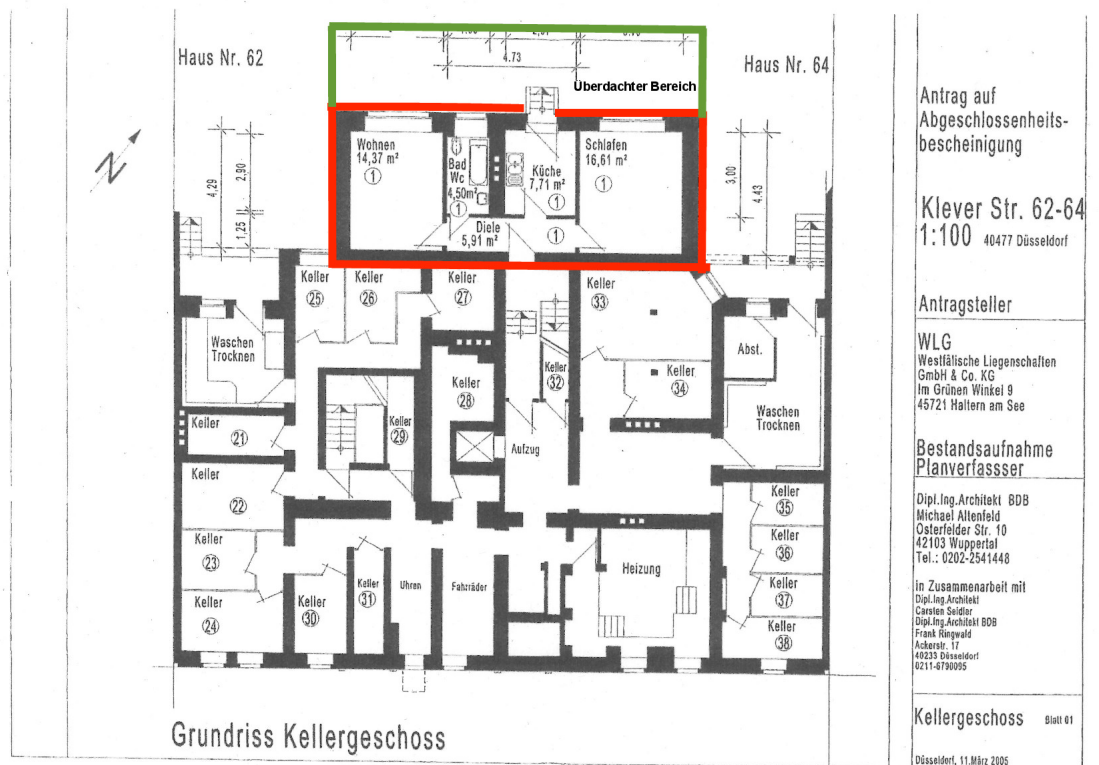 Haus Nr. 62
4.73
Haus Nr. 64
Überdachter Bereich
4,29
2,90
1,25
Wohnen
14,37 m²
1
Bad
Wc
4,50m²
1
Küche
7,71 m²
1
Schlafen
16,61 m²
1
Diele
5,91 m²
1
3,00
4,43
N
Keller
25
Keller
26
Keller
27
Keller
33
Waschen
Trocknen
Keller
28
Keller
32
Keller
34
Abst.
Waschen
Trocknen
Keller
21
Keller
29
Aufzug
Keller
22
Keller
23
Keller
24
Keller
30
Keller
31
Uhren
Fahrräder
Heizung
Keller
35
Keller
36
Keller
37
Keller
38
Grundriss Kellergeschoss
Antrag auf
Abgeschlossenheits-
bescheinigung
Klever Str. 62-64
1:100 40477 Düsseldorf
Antragsteller
WLG
Westfälische Liegenschaften
GmbH & Co. KG
Im Grünen Winkel 9
45721 Haltern am See
Bestandsaufnahme
Planverfassser
Dipl.Ing.Architekt BDB
Michael Altenfeld
Osterfelder Str. 10
42103 Wuppertal
Tel.: 0202-2541448
in Zusammenarbeit mit
Dipl.Ing.Architekt
Carsten Seidler
Dipl.Ing.Architekt BDB
Frank Ringwald
Ackerstr. 17
40233 Düsseldorf
0211-6790095
Kellergeschoss Blatt 01
Düsseldorf, 11.März 2005